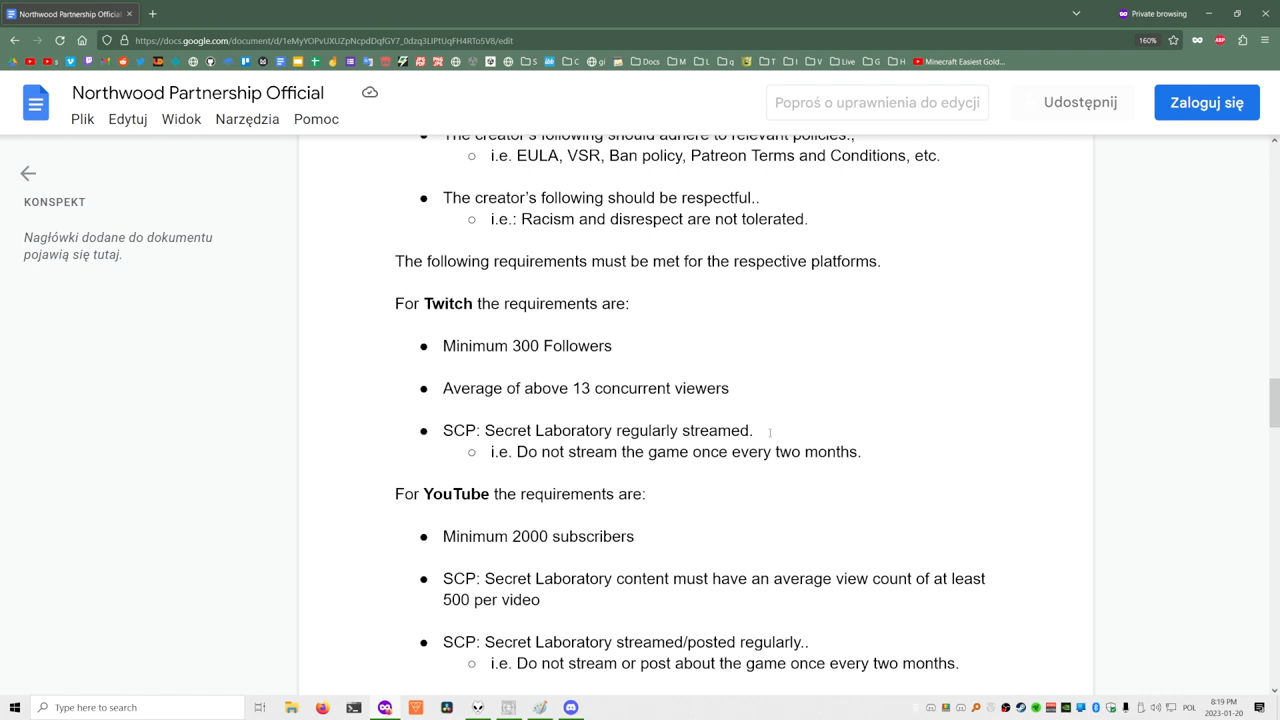 Northwood Partnership Official
Private browsing
https://docs.google.com/document/d/1eMyYOPvUXUZpNcpdDqfGY7_0dzq3LIPtUqFH4RTo5V8/edit
160%
S
C
gi
Docs
M
L
q
B
T
I
V
Live
G
H
Minecraft Easiest Gold...
Northwood Partnership Official
Plik Edytuj Widok Narzędzia Pomoc
Poproś o uprawnienia do edycji
Udostępnij
Zaloguj się
KONSPEKT
Nagłówki dodane do dokumentu
pojawią się tutaj.
● The creator's following should adhere to relevant policies.,
○ i.e. EULA, VSR, Ban policy, Patreon Terms and Conditions, etc.
● The creator's following should be respectful..
○ i.e.: Racism and disrespect are not tolerated.
The following requirements must be met for the respective platforms.
For Twitch the requirements are:
● Minimum 300 Followers
● Average of above 13 concurrent viewers
● SCP: Secret Laboratory regularly streamed.
○ i.e. Do not stream the game once every two months.
For YouTube the requirements are:
● Minimum 2000 subscribers
● SCP: Secret Laboratory content must have an average view count of at least
500 per video
● SCP: Secret Laboratory streamed/posted regularly..
○ i.e. Do not stream or post about the game once every two months.
Type here to search
POL
8:19 PM
2023-01-20